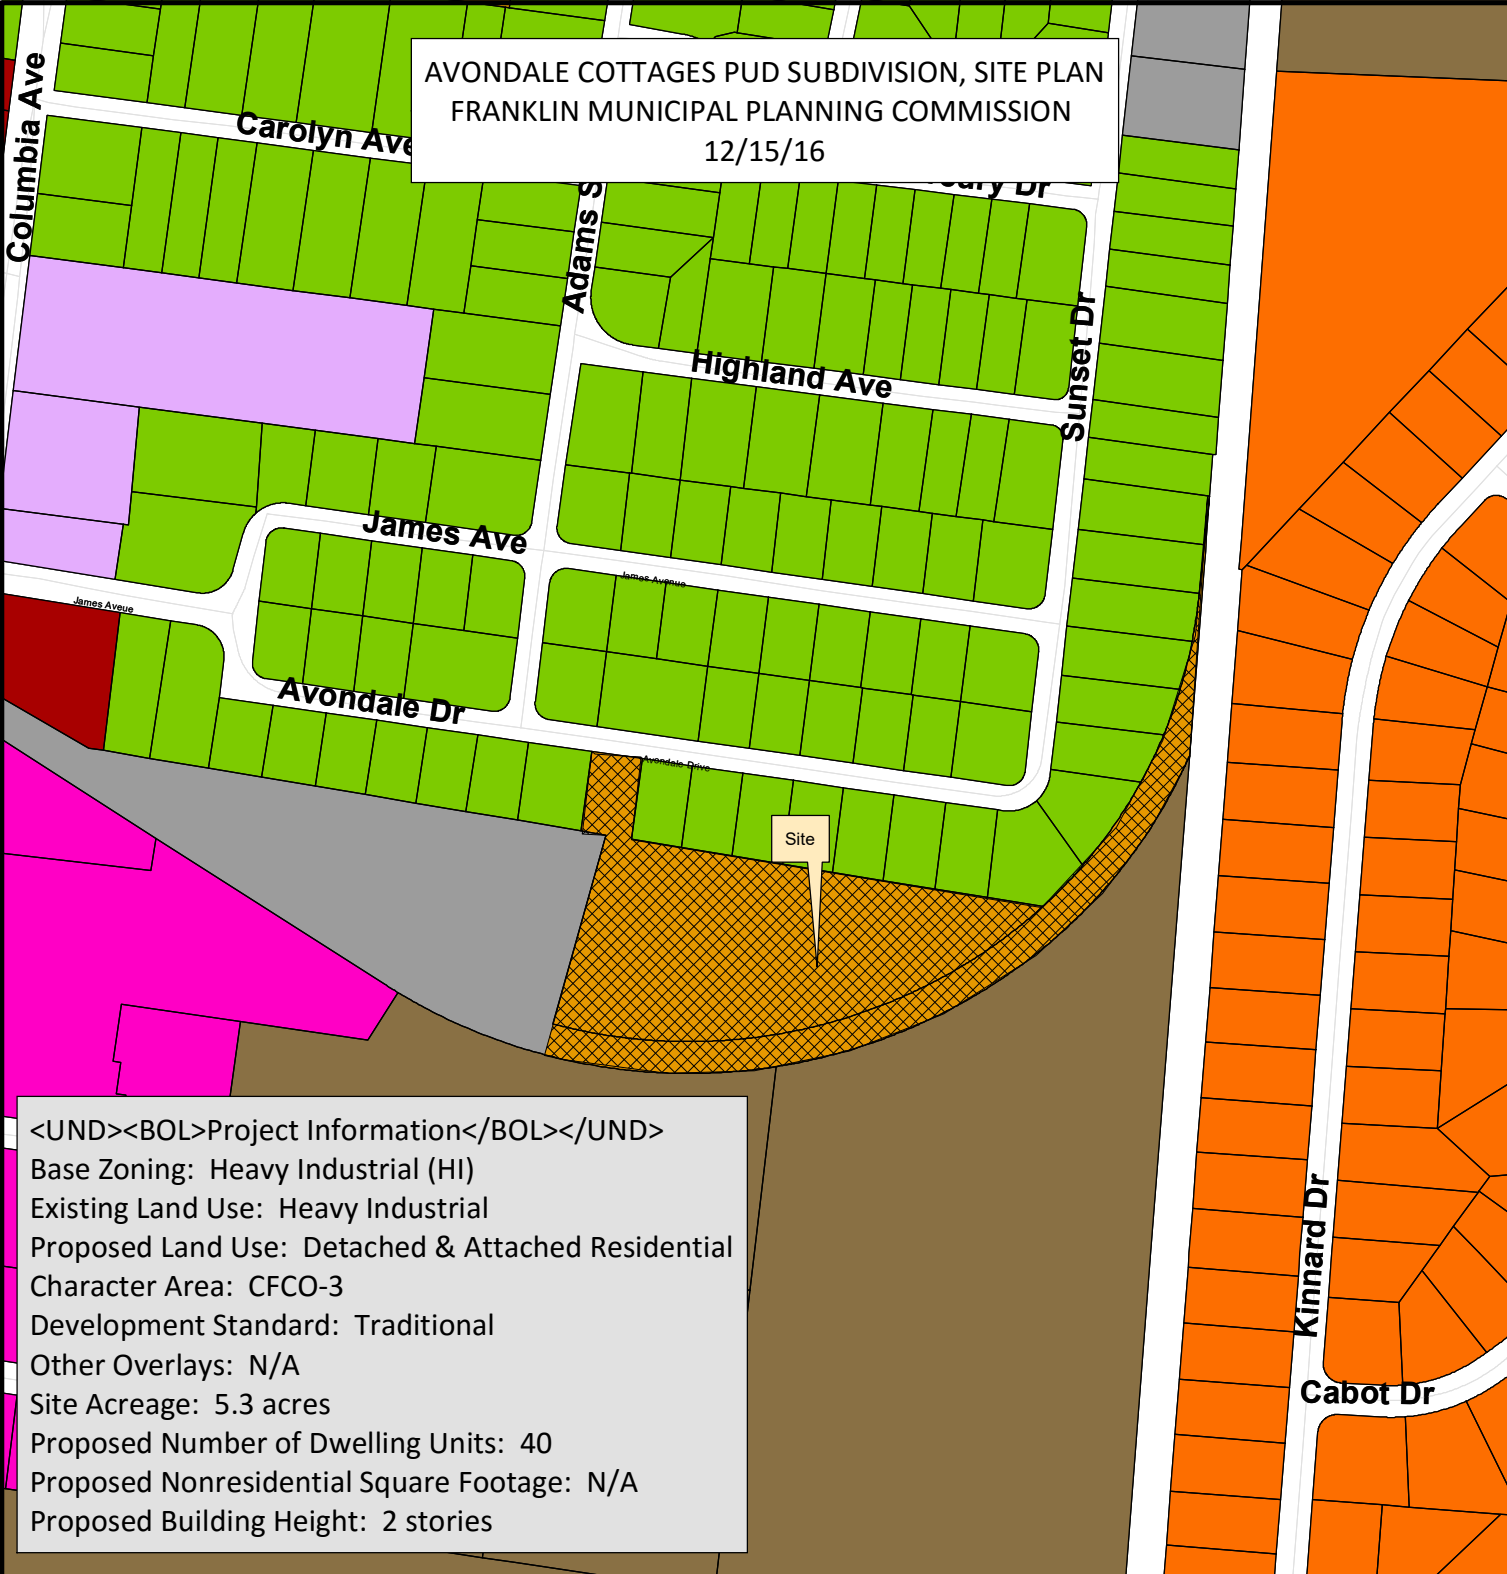 AVONDALE COTTAGES PUD SUBDIVISION, SITE PLAN
FRANKLIN MUNICIPAL PLANNING COMMISSION
12/15/16
Columbia Ave
Carolyn Ave
Adams S
Dr
Sunset Dr
Highland Ave
James Ave
James Avenue
James Aveue
Avondale Dr
Avondale Drive
Site
<UND><BOL>Project Information</BOL></UND>
Base Zoning: Heavy Industrial (HI)
Existing Land Use: Heavy Industrial
Proposed Land Use: Detached & Attached Residential
Character Area: CFCO-3
Development Standard: Traditional
Other Overlays: N/A
Site Acreage: 5.3 acres
Proposed Number of Dwelling Units: 40
Proposed Nonresidential Square Footage: N/A
Proposed Building Height: 2 stories
Kinnard Dr
Cabot Dr